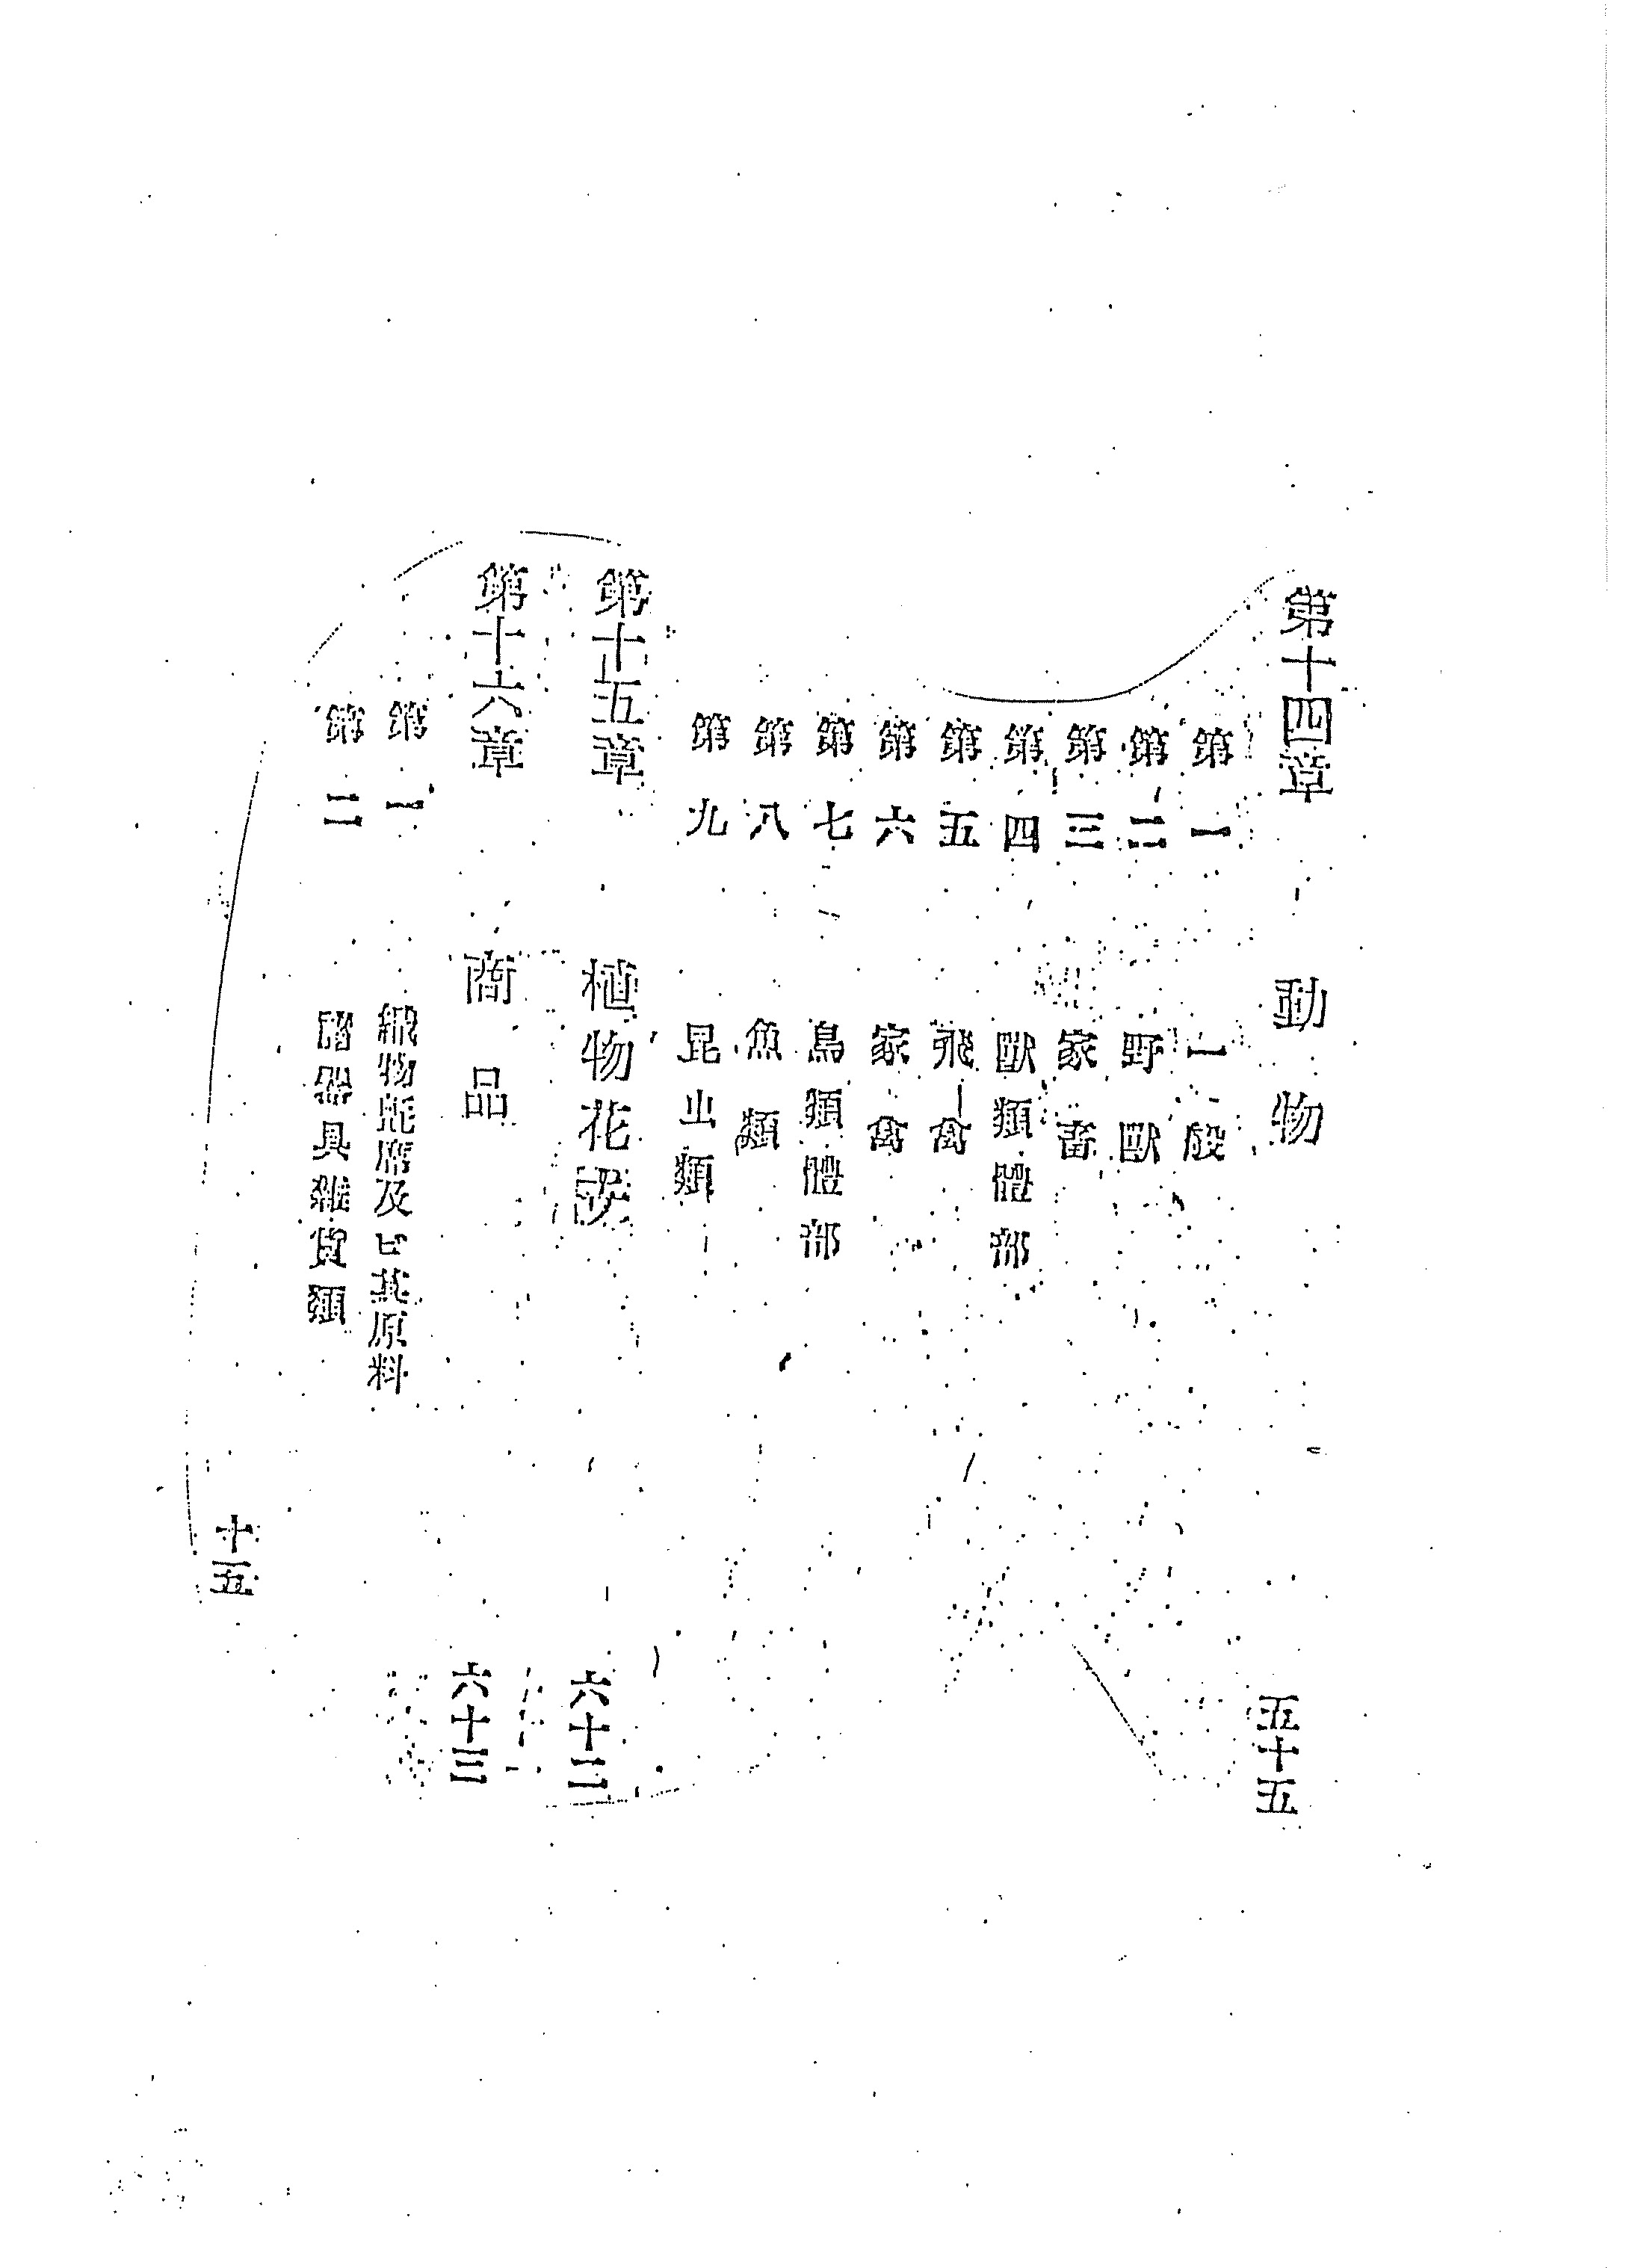 第十四章 動物 五十五
第一 一般
第二 野獸
第三 家畜
第四 獸類體部
第五 飛禽
第六 家禽
第七 鳥類體部
第八 魚類
第九 昆虫類
第十五章 植物花 六十二
第十六章 商品 六十三
第一 織物氈席及ヒ其原料
第二 諸器具雜貨類
十五